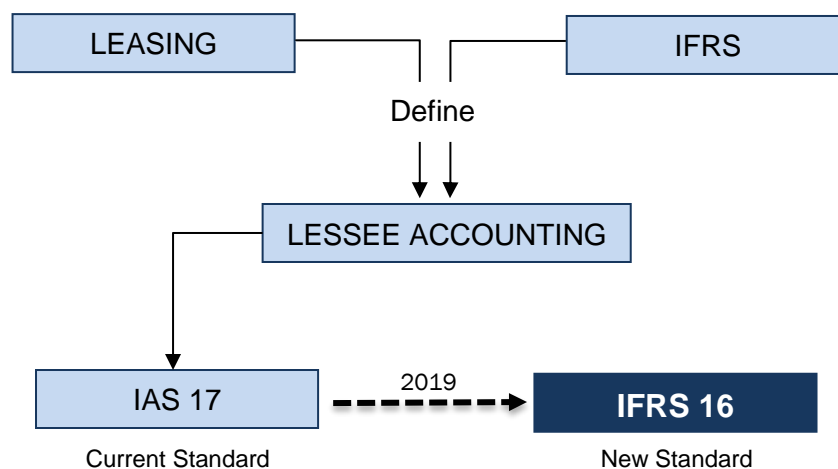 LEASING
IFRS
Define
LESSEE ACCOUNTING
IAS 17
2019
IFRS 16
Current Standard
New Standard